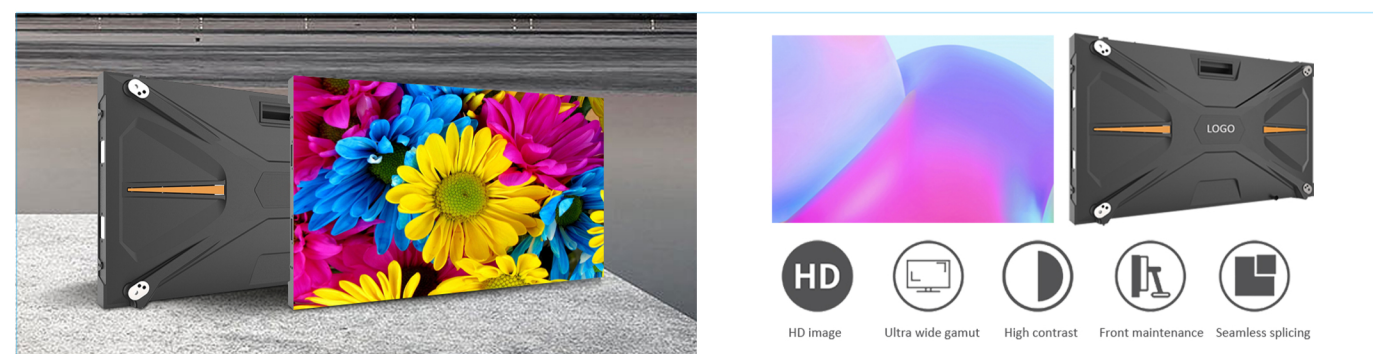 LOGO
HD
HD image
Ultra wide gamut
High contrast
Front maintenance
Seamless splicing